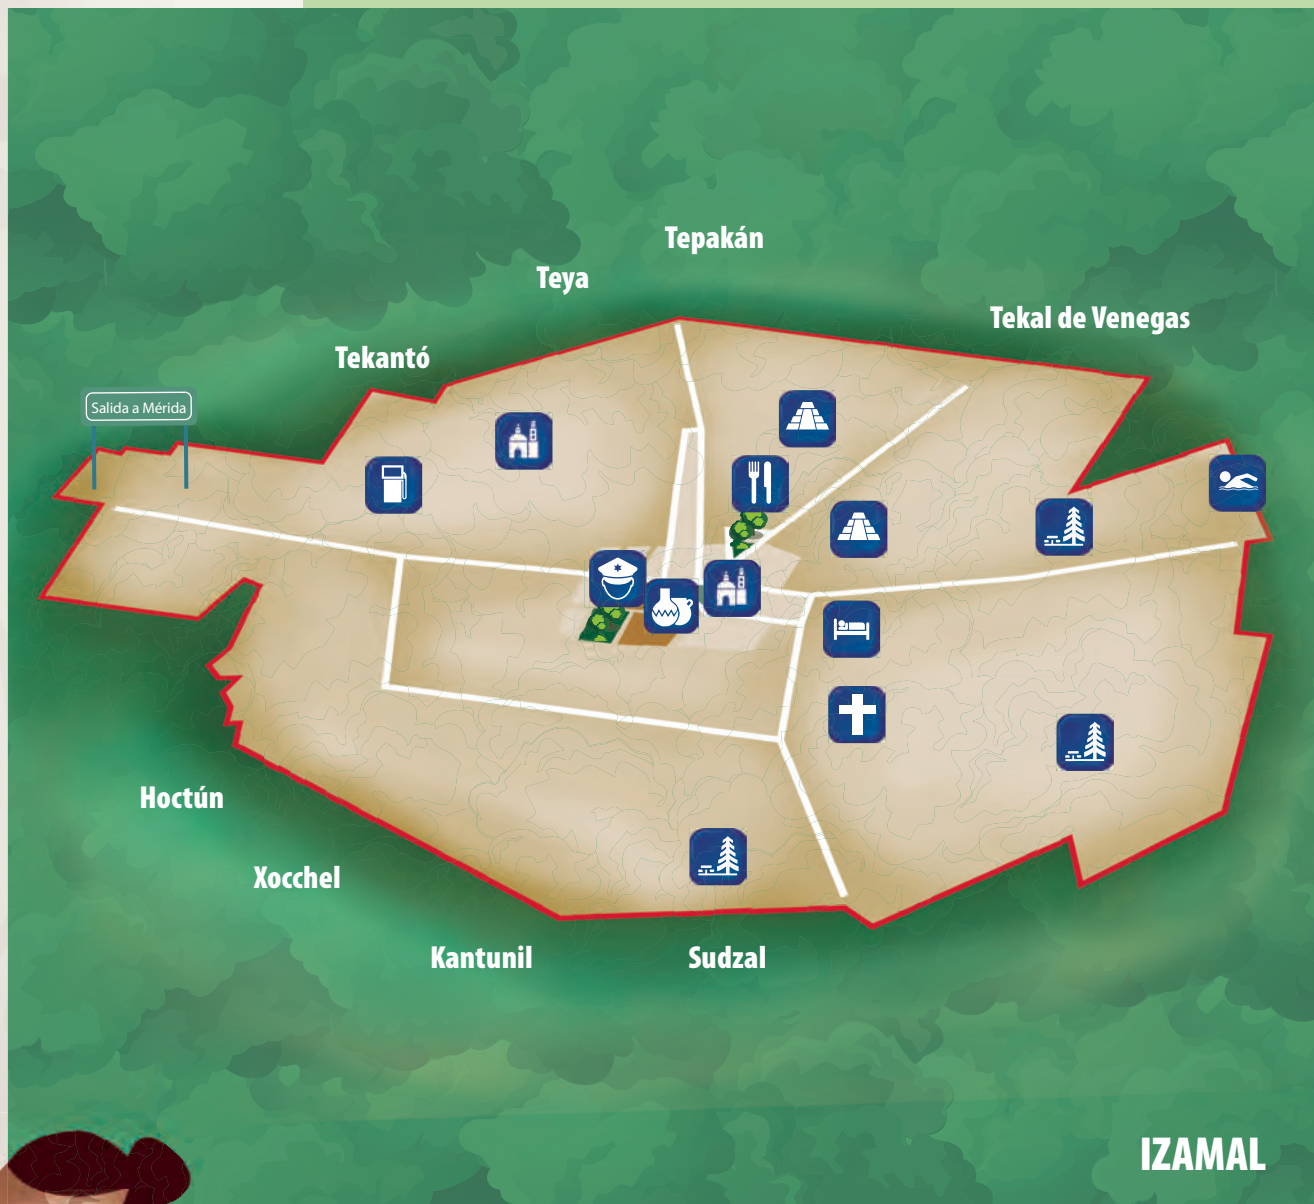 Tepakán
Teya
Tekal de Venegas
Tekantó
Salida a Mérida
Hoctún
Xocchel
Kantunil
Sudzal
IZAMAL